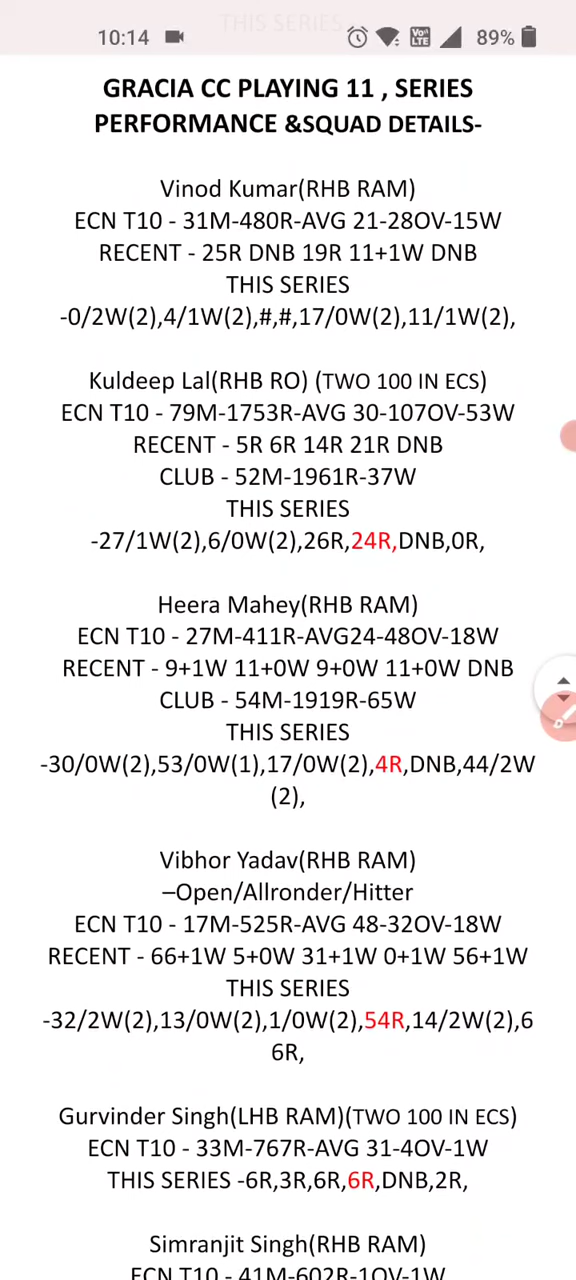 THIS SERIES
10:14
Vo)
LTE
89%
GRACIA CC PLAYING 11 , SERIES
PERFORMANCE &SQUAD DETAILS-
Vinod Kumar(RHB RAM)
ECN T10 - 31M-480R-AVG 21-28OV-15W
RECENT - 25R DNB 19R 11+1W DNB
THIS SERIES
-0/2W(2),4/1W(2),#,#,17/0W(2),11/1W(2),
Kuldeep Lal(RHB RO) (TWO 100 IN ECS)
ECN T10 - 79M-1753R-AVG 30-107OV-53W
RECENT - 5R 6R 14R 21R DNB
CLUB - 52M-1961R-37W
THIS SERIES
-27/1W(2),6/0W(2),26R,24R,DNB,0R,
Heera Mahey(RHB RAM)
ECN T10 - 27M-411R-AVG24-48OV-18W
RECENT - 9+1W 11+0W 9+0W 11+0W DNB
CLUB - 54M-1919R-65W
THIS SERIES
-30/0W(2),53/0W(1),17/0W(2),4R,DNB,44/2W
(2),
Vibhor Yadav(RHB RAM)
–Open/Allronder/Hitter
ECN T10 - 17M-525R-AVG 48-32OV-18W
RECENT - 66+1W 5+0W 31+1W 0+1W 56+1W
THIS SERIES
-32/2W(2),13/0W(2),1/0W(2),54R,14/2W(2),6
6R,
Gurvinder Singh(LHB RAM)(TWO 100 IN ECS)
ECN T10 - 33M-767R-AVG 31-4OV-1W
THIS SERIES -6R,3R,6R,6R,DNB,2R,
Simranjit Singh(RHB RAM)
ECN T10 - 41M-602R-1OV-1W